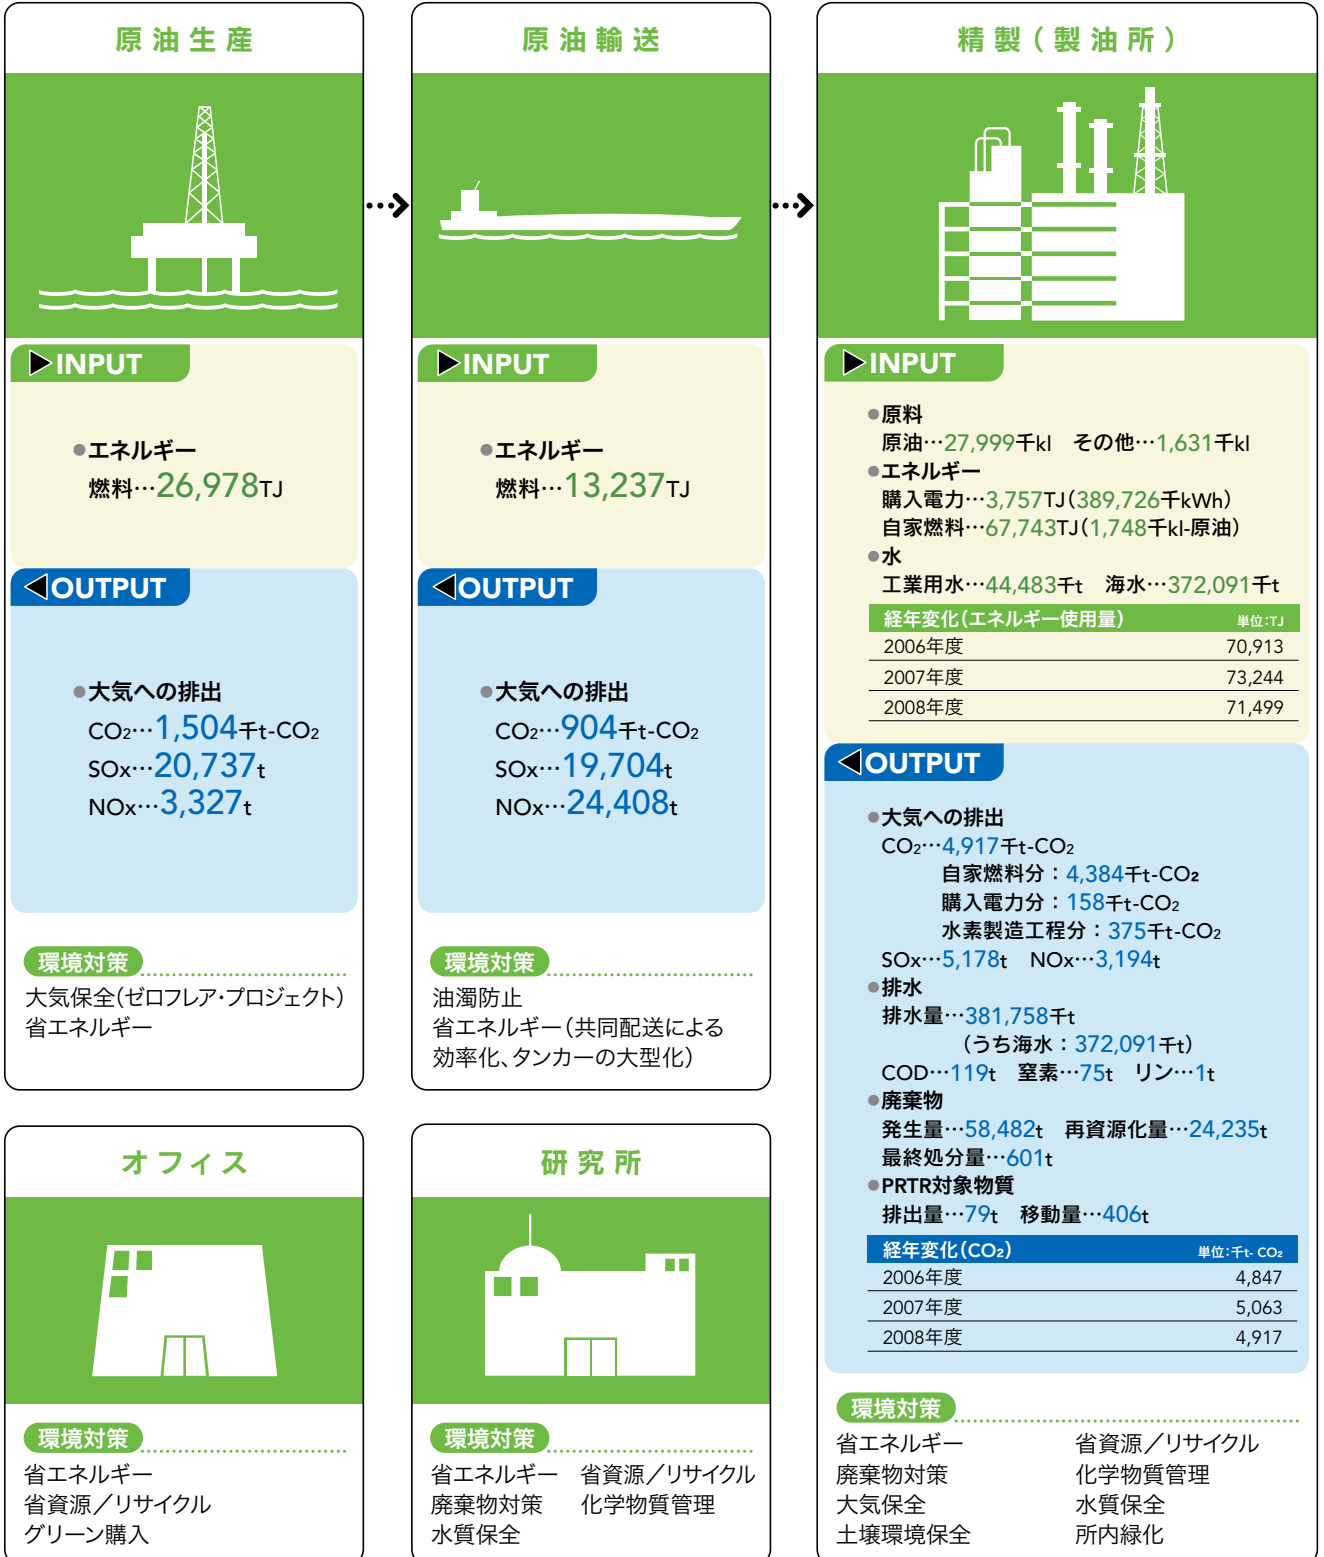 原油生産
INPUT
●エネルギー
燃料…26,978TJ
OUTPUT
●大気への排出
CO2…1,504千t-CO2
SOx…20,737t
NOx…3,327t
環境対策
大気保全(ゼロフレア・プロジェクト)
省エネルギー
原油輸送
INPUT
●エネルギー
燃料…13,237TJ
OUTPUT
●大気への排出
CO2…904千t-CO2
SOx…19,704t
NOx…24,408t
環境対策
油濁防止
省エネルギー(共同配送による
効率化、タンカーの大型化)
精製(製油所)
INPUT
●原料
原油…27,999千kl その他…1,631千kl
●エネルギー
購入電力…3,757TJ(389,726千kWh)
自家燃料…67,743TJ(1,748千kl-原油)
●水
工業用水…44,483千t 海水…372,091千t
経年変化(エネルギー使用量) 単位:TJ
2006年度 70,913
2007年度 73,244
2008年度 71,499
OUTPUT
●大気への排出
CO2…4,917千t-CO2
自家燃料分:4,384千t-CO2
購入電力分:158千t-CO2
水素製造工程分:375千t-CO2
SOx…5,178t NOx…3,194t
●排水
排水量…381,758千t
(うち海水:372,091千t)
COD…119t 窒素…75t リン…1t
●廃棄物
発生量…58,482t 再資源化量…24,235t
最終処分量…601t
●PRTR対象物質
排出量…79t 移動量…406t
経年変化(CO2) 単位:千t- CO2
2006年度 4,847
2007年度 5,063
2008年度 4,917
環境対策
省エネルギー 省資源/リサイクル
廃棄物対策 化学物質管理
大気保全 水質保全
土壌環境保全 所内緑化
オフィス
環境対策
省エネルギー
省資源/リサイクル
グリーン購入
研究所
環境対策
省エネルギー 省資源/リサイクル
廃棄物対策 化学物質管理
水質保全